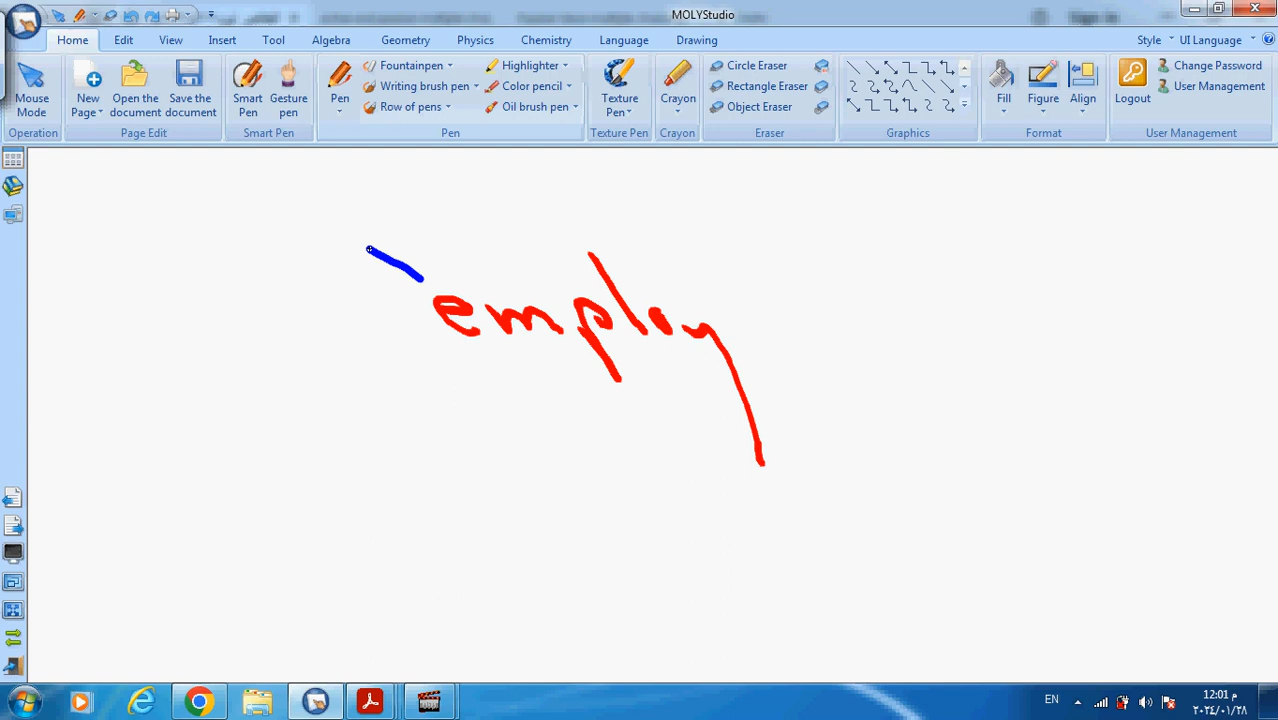 MOLYStudio
Home Edit View Insert Tool Algebra Geometry Physics Chemistry Language Drawing Style UI Language
Mouse Mode
Operation
New Page
Open the document
Save the document
Page Edit
Smart Pen
Gesture pen
Smart Pen
Pen
Fountainpen
Writing brush pen
Row of pens
Highlighter
Color pencil
Oil brush pen
Pen
Texture Pen
Texture Pen
Crayon
Crayon
Circle Eraser
Rectangle Eraser
Object Eraser
Eraser
Graphics
Fill
Figure
Align
Format
Logout
Change Password
User Management
User Management
employ
EN
12:01 م
٢٠٢٤/٠١/٢٨